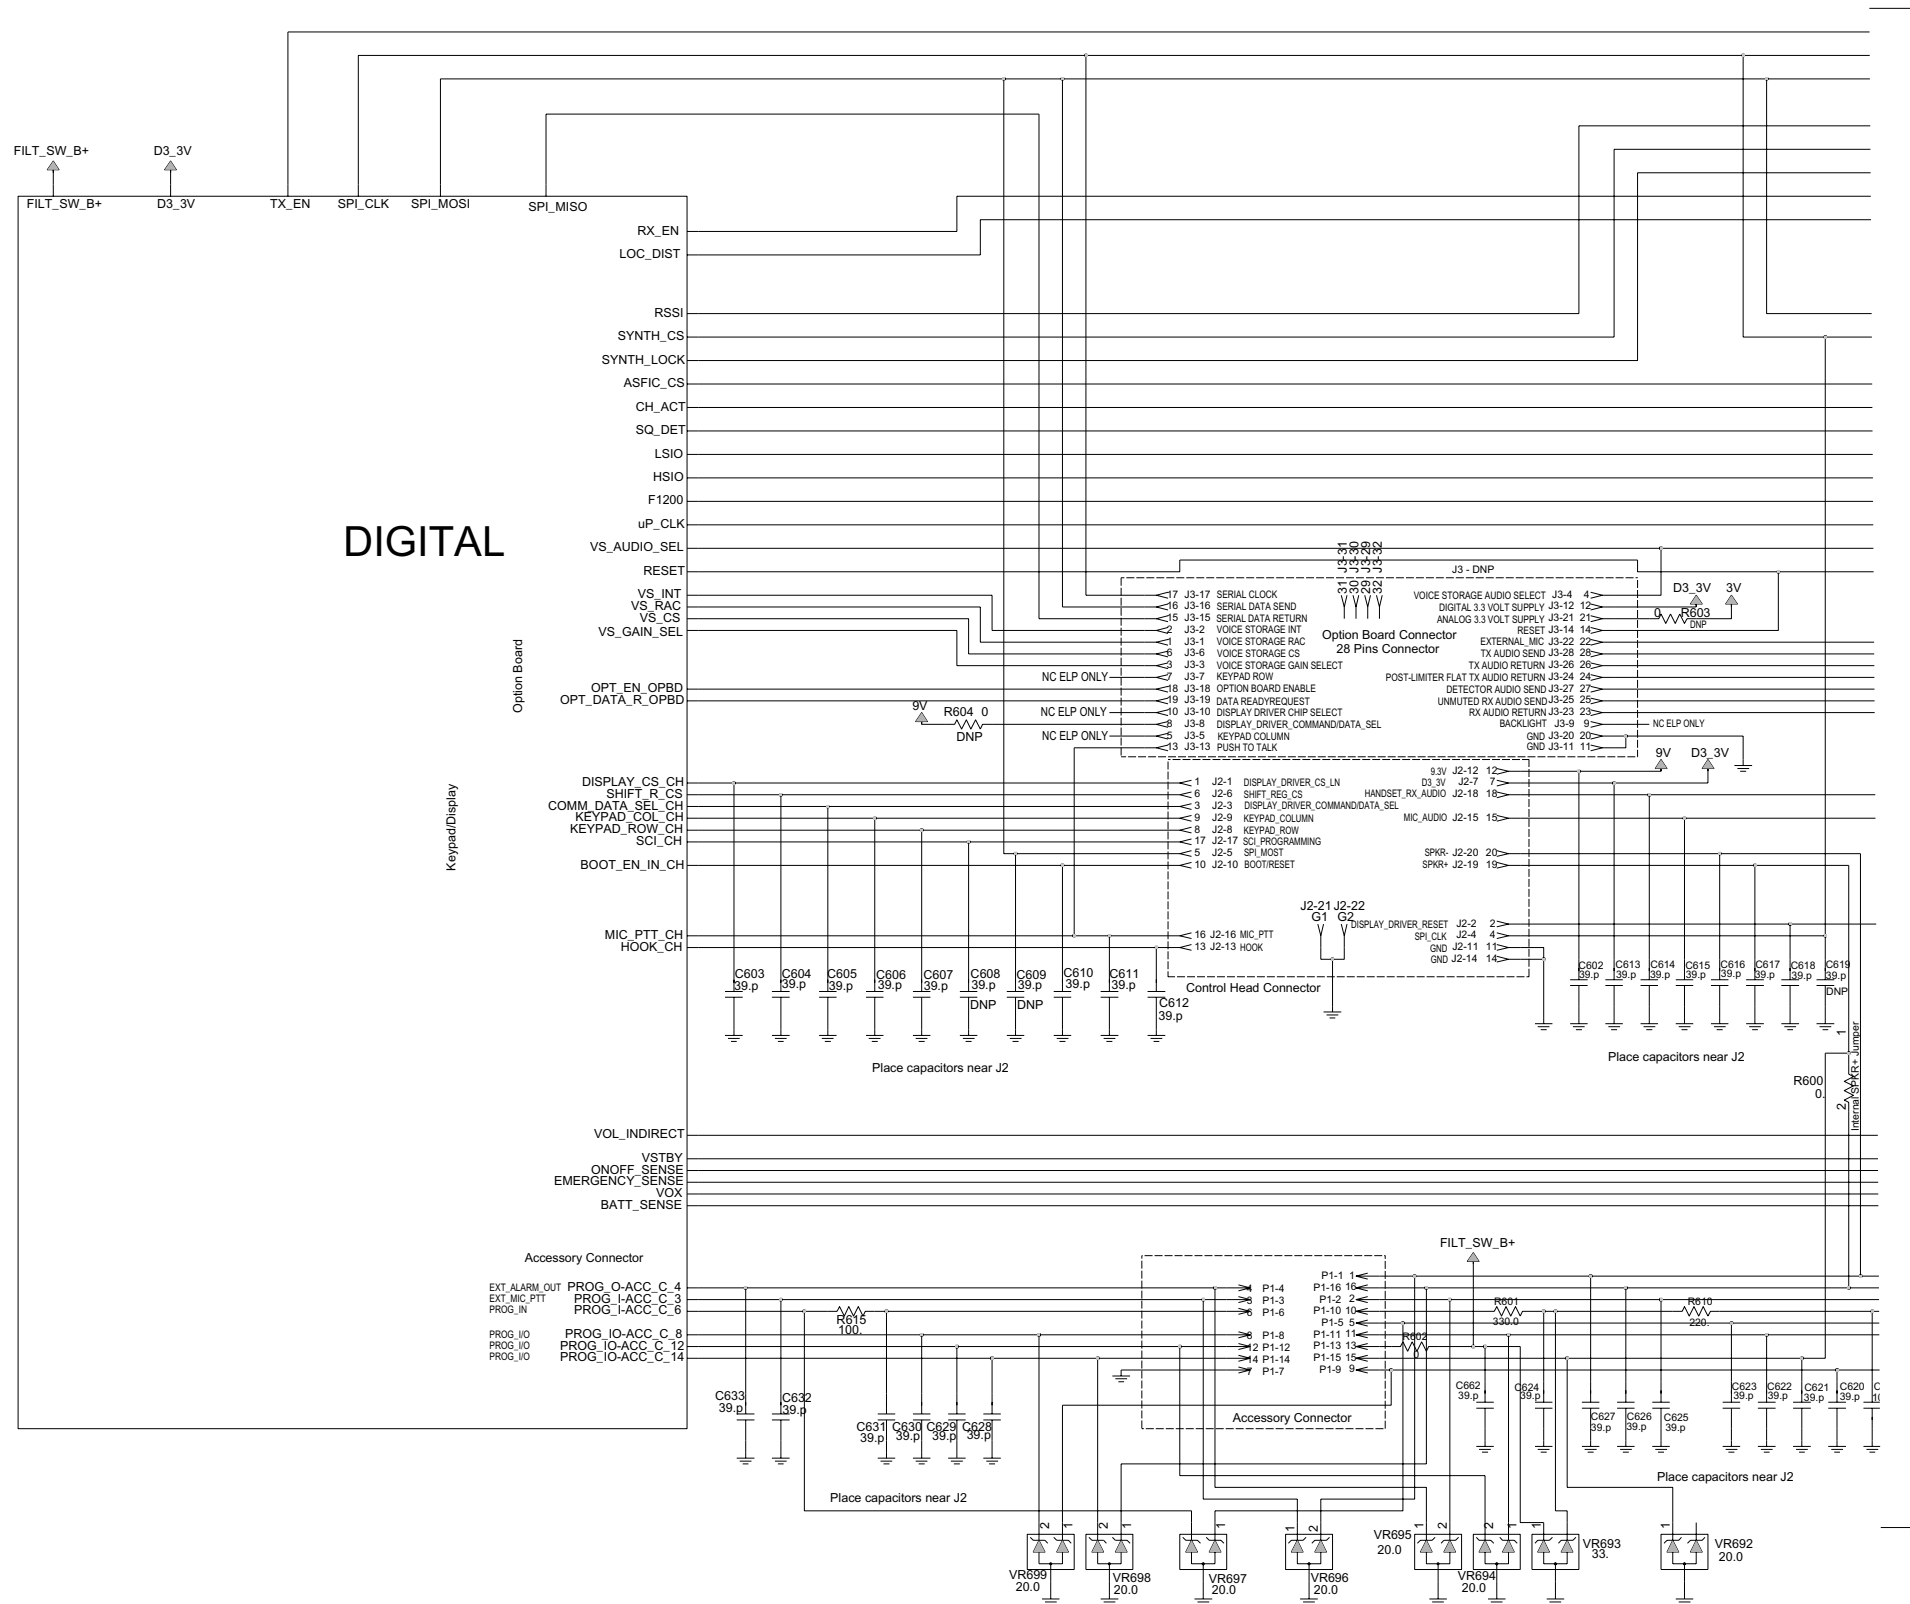 FILT_SW_B+
D3_3V
FILT_SW_B+
D3_3V
TX_EN
SPI_CLK
SPI_MOSI
SPI_MISO
RX_EN
LOC_DIST
RSSI
SYNTH_CS
SYNTH_LOCK
ASFIC_CS
CH_ACT
SQ_DET
LSIO
HSIO
F1200
uP_CLK
DIGITAL
VS_AUDIO_SEL
RESET
VS_INT
VS_RAC
VS_CS
VS_GAIN_SEL
Option Board
OPT_EN_OPBD
OPT_DATA_R_OPBD
9V
R604 0
DNP
NC ELP ONLY
NC ELP ONLY
NC ELP ONLY
J3 - DNP
31 J3-31
30 J3-30
29 J3-29
32 J3-32
Option Board Connector
28 Pins Connector
17 J3-17 SERIAL CLOCK
16 J3-16 SERIAL DATA SEND
15 J3-15 SERIAL DATA RETURN
2 J3-2 VOICE STORAGE INT
1 J3-1 VOICE STORAGE RAC
6 J3-6 VOICE STORAGE CS
3 J3-3 VOICE STORAGE GAIN SELECT
7 J3-7 KEYPAD ROW
18 J3-18 OPTION BOARD ENABLE
19 J3-19 DATA READYREQUEST
10 J3-10 DISPLAY DRIVER CHIP SELECT
8 J3-8 DISPLAY_DRIVER_COMMAND/DATA_SEL
5 J3-5 KEYPAD COLUMN
13 J3-13 PUSH TO TALK
VOICE STORAGE AUDIO SELECT J3-4 4
DIGITAL 3.3 VOLT SUPPLY J3-12 12
ANALOG 3.3 VOLT SUPPLY J3-21 21
RESET J3-14 14
EXTERNAL_MIC J3-22 22
TX AUDIO SEND J3-28 28
TX AUDIO RETURN J3-26 26
POST-LIMITER FLAT TX AUDIO RETURN J3-24 24
DETECTOR AUDIO SEND J3-27 27
UNMUTED RX AUDIO SEND J3-25 25
RX AUDIO RETURN J3-23 23
BACKLIGHT J3-9 9
GND J3-20 20
GND J3-11 11
D3_3V
3V
0 R603
DNP
NC ELP ONLY
9V
D3_3V
Keypad/Display
DISPLAY_CS_CH
SHIFT_R_CS
COMM_DATA_SEL_CH
KEYPAD_COL_CH
KEYPAD_ROW_CH
SCI_CH
BOOT_EN_IN_CH
MIC_PTT_CH
HOOK_CH
1 J2-1 DISPLAY_DRIVER_CS_LN
6 J2-6 SHIFT_REG_CS
3 J2-3 DISPLAY_DRIVER_COMMAND/DATA_SEL
9 J2-9 KEYPAD_COLUMN
8 J2-8 KEYPAD_ROW
17 J2-17 SCI_PROGRAMMING
5 J2-5 SPI_MOST
10 J2-10 BOOT/RESET
16 J2-16 MIC_PTT
13 J2-13 HOOK
9.3V J2-12 12
D3_3V J2-7 7
HANDSET_RX_AUDIO J2-18 18
MIC_AUDIO J2-15 15
SPKR- J2-20 20
SPKR+ J2-19 19
J2-21 J2-22
G1 G2
DISPLAY_DRIVER_RESET J2-2 2
SPI_CLK J2-4 4
GND J2-11 11
GND J2-14 14
Control Head Connector
C603
39.p
C604
39.p
C605
39.p
C606
39.p
C607
39.p
C608
39.p
DNP
C609
39.p
DNP
C610
39.p
C611
39.p
C612
39.p
Place capacitors near J2
C602
39.p
C613
39.p
C614
39.p
C615
39.p
C616
39.p
C617
39.p
C618
39.p
C619
39.p
DNP
Place capacitors near J2
R600
0.
1
2
Internal SPKR+ Jumper
VOL_INDIRECT
VSTBY
ONOFF_SENSE
EMERGENCY_SENSE
VOX
BATT_SENSE
Accessory Connector
EXT_ALARM_OUT PROG_O-ACC_C_4
EXT_MIC_PTT PROG_I-ACC_C_3
PROG_IN PROG_I-ACC_C_6
PROG_I/O PROG_IO-ACC_C_8
PROG_I/O PROG_IO-ACC_C_12
PROG_I/O PROG_IO-ACC_C_14
R615
100.
4 P1-4
3 P1-3
6 P1-6
8 P1-8
12 P1-12
14 P1-14
7 P1-7
P1-1 1
P1-16 16
P1-2 2
P1-10 10
P1-5 5
P1-11 11
P1-13 13
P1-15 15
P1-9 9
Accessory Connector
FILT_SW_B+
R601
330.0
R602
0
R610
220.
C633
39.p
C632
39.p
C631
39.p
C630
39.p
C629
39.p
C628
39.p
Place capacitors near J2
C662
39.p
C624
39.p
C627
39.p
C626
39.p
C625
39.p
C623
39.p
C622
39.p
C621
39.p
C620
39.p
C
10
Place capacitors near J2
2 1
VR699
20.0
2 1
VR698
20.0
VR697
20.0
1 2
VR696
20.0
1 2
VR695
20.0
2 1
VR694
20.0
VR693
33.
1
VR692
20.0